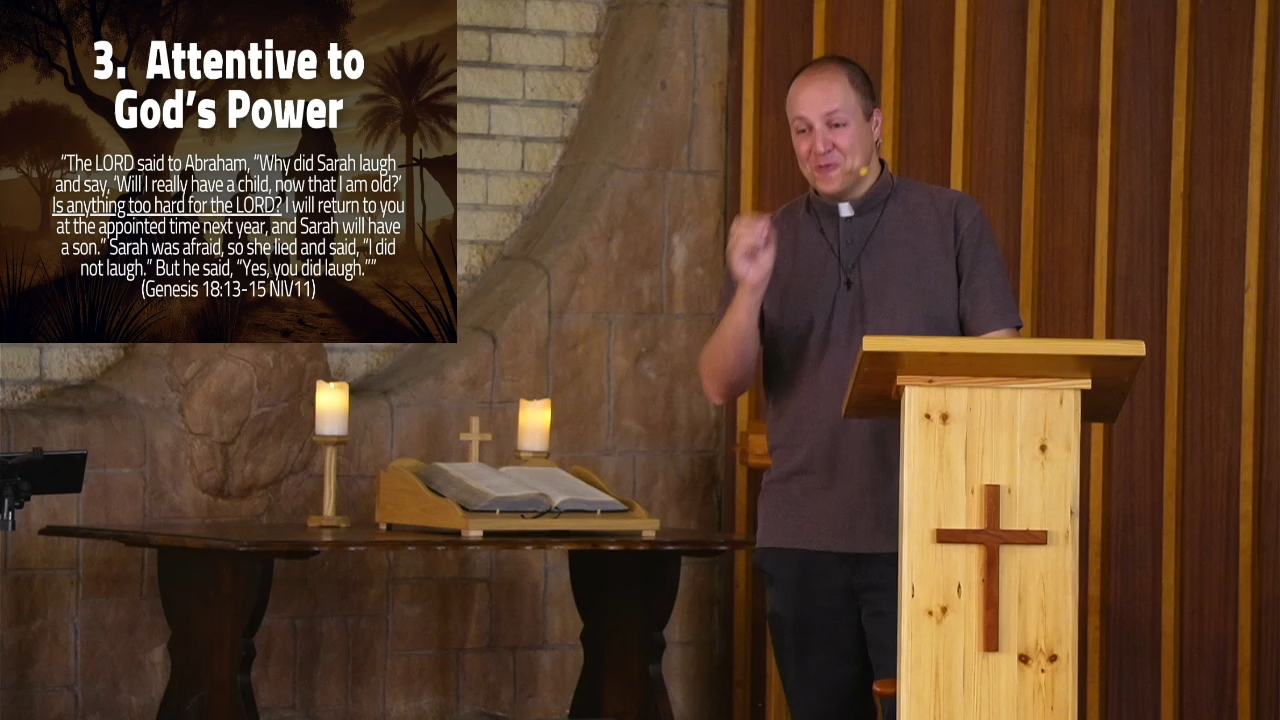 3. Attentive to
God's Power
“The LORD said to Abraham, “Why did Sarah laugh
and say, ‘Will I really have a child, now that I am old?’
Is anything too hard for the LORD? I will return to you
at the appointed time next year, and Sarah will have
a son.” Sarah was afraid, so she lied and said, “I did
not laugh.” But he said, “Yes, you did laugh.””
(Genesis 18:13-15 NIV11)